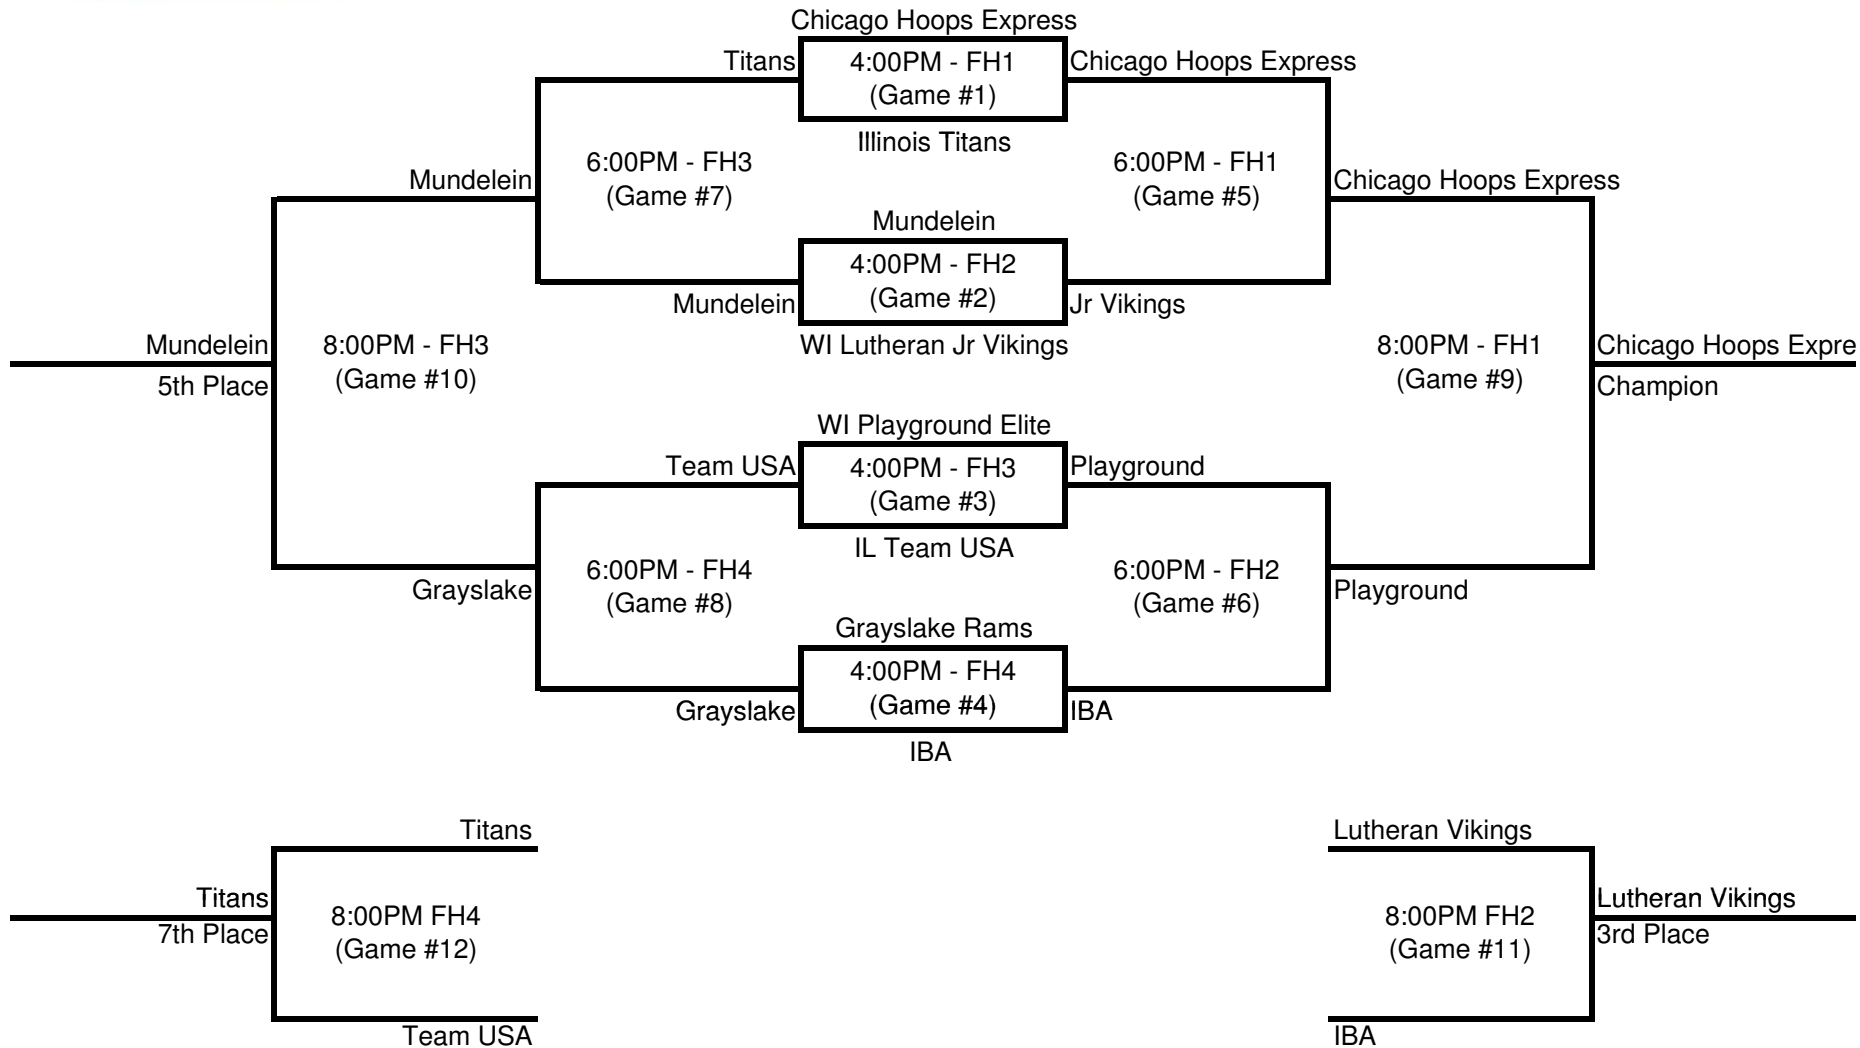 Chicago Hoops Express
Titans
4:00PM - FH1
(Game #1)
Chicago Hoops Express
Illinois Titans
6:00PM - FH3
(Game #7)
6:00PM - FH1
(Game #5)
Mundelein
Chicago Hoops Express
Mundelein
4:00PM - FH2
(Game #2)
Mundelein
Jr Vikings
WI Lutheran Jr Vikings
Mundelein
5th Place
8:00PM - FH3
(Game #10)
8:00PM - FH1
(Game #9)
Chicago Hoops Expre
Champion
WI Playground Elite
Team USA
4:00PM - FH3
(Game #3)
Playground
IL Team USA
6:00PM - FH4
(Game #8)
6:00PM - FH2
(Game #6)
Grayslake
Playground
Grayslake Rams
4:00PM - FH4
(Game #4)
Grayslake
IBA
IBA
Titans
Lutheran Vikings
Titans
7th Place
8:00PM FH4
(Game #12)
8:00PM FH2
(Game #11)
Lutheran Vikings
3rd Place
Team USA
IBA